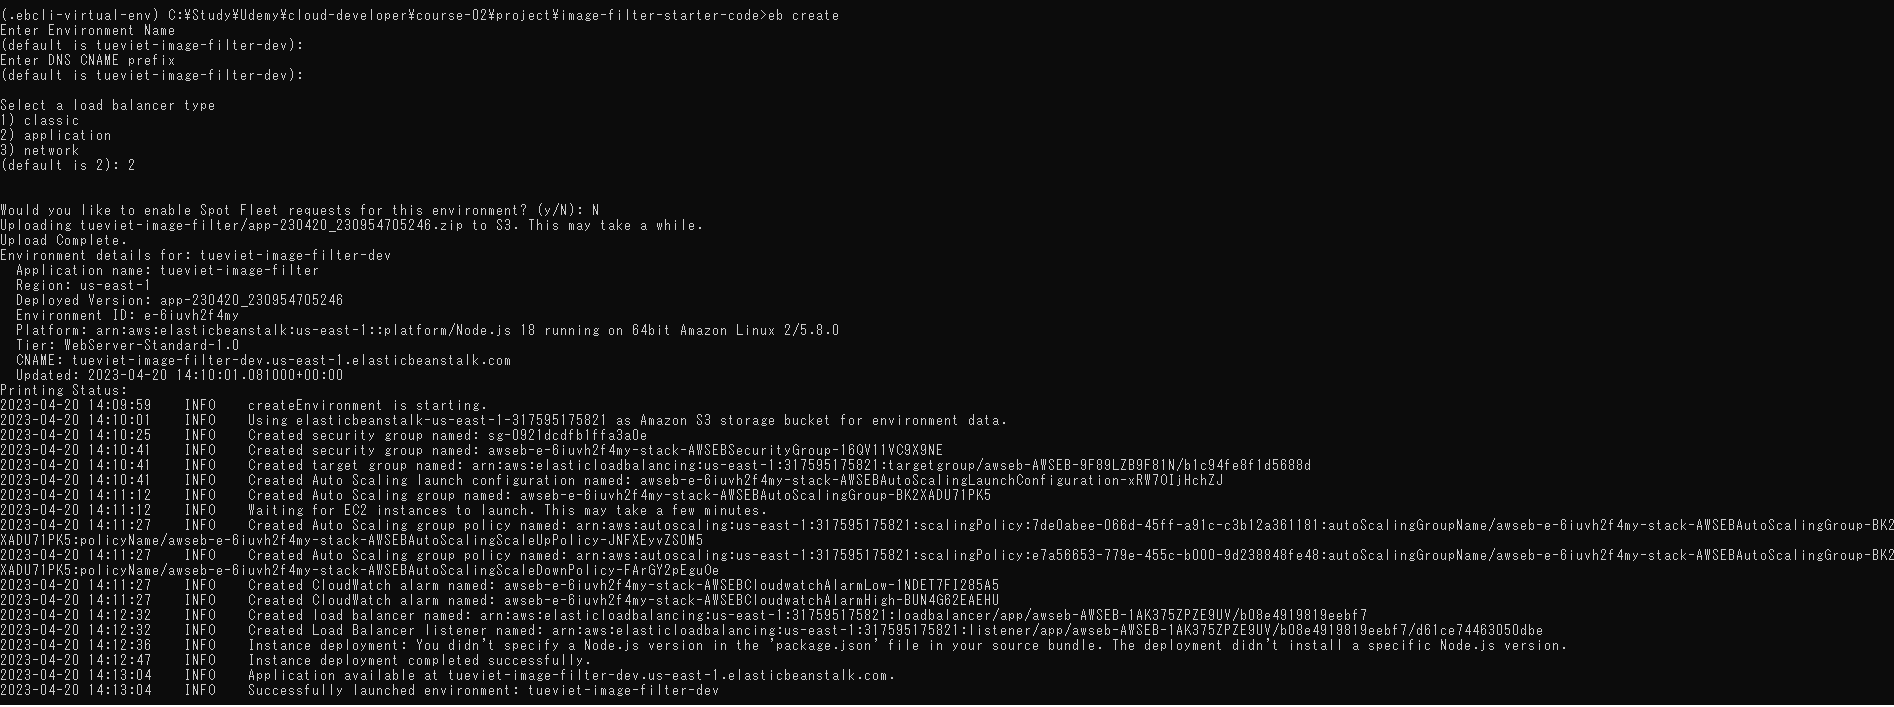 (.ebcli-virtual-env) C:¥Study¥Udemy¥cloud-developer¥course-02¥project¥image-filter-starter-code>eb create
Enter Environment Name
(default is tueviet-image-filter-dev):
Enter DNS CNAME prefix
(default is tueviet-image-filter-dev):
Select a load balancer type
1) classic
2) application
3) network
(default is 2): 2
Would you like to enable Spot Fleet requests for this environment? (y/N): N
Uploading tueviet-image-filter/app-230420_230954705246.zip to S3. This may take a while.
Upload Complete.
Environment details for: tueviet-image-filter-dev
  Application name: tueviet-image-filter
  Region: us-east-1
  Deployed Version: app-230420_230954705246
  Environment ID: e-6iuvh2f4my
  Platform: arn:aws:elasticbeanstalk:us-east-1::platform/Node.js 18 running on 64bit Amazon Linux 2/5.8.0
  Tier: WebServer-Standard-1.0
  CNAME: tueviet-image-filter-dev.us-east-1.elasticbeanstalk.com
  Updated: 2023-04-20 14:10:01.081000+00:00
Printing Status:
2023-04-20 14:09:59    INFO    createEnvironment is starting.
2023-04-20 14:10:01    INFO    Using elasticbeanstalk-us-east-1-317595175821 as Amazon S3 storage bucket for environment data.
2023-04-20 14:10:25    INFO    Created security group named: sg-0921dcdfb1ffa3a0e
2023-04-20 14:10:41    INFO    Created security group named: awseb-e-6iuvh2f4my-stack-AWSEBSecurityGroup-16QV11VC9X9NE
2023-04-20 14:10:41    INFO    Created target group named: arn:aws:elasticloadbalancing:us-east-1:317595175821:targetgroup/awseb-AWSEB-9F89LZB9F81N/b1c94fe8f1d5688d
2023-04-20 14:10:41    INFO    Created Auto Scaling launch configuration named: awseb-e-6iuvh2f4my-stack-AWSEBAutoScalingLaunchConfiguration-xRW7OIjHchZJ
2023-04-20 14:11:12    INFO    Created Auto Scaling group named: awseb-e-6iuvh2f4my-stack-AWSEBAutoScalingGroup-BK2XADU71PK5
2023-04-20 14:11:12    INFO    Waiting for EC2 instances to launch. This may take a few minutes.
2023-04-20 14:11:27    INFO    Created Auto Scaling group policy named: arn:aws:autoscaling:us-east-1:317595175821:scalingPolicy:7de0abee-066d-45ff-a91c-c3b12a361181:autoScalingGroupName/awseb-e-6iuvh2f4my-stack-AWSEBAutoScalingGroup-BK2
XADU71PK5:policyName/awseb-e-6iuvh2f4my-stack-AWSEBAutoScalingScaleUpPolicy-JNFXEyvZSOM5
2023-04-20 14:11:27    INFO    Created Auto Scaling group policy named: arn:aws:autoscaling:us-east-1:317595175821:scalingPolicy:e7a56653-779e-455c-b000-9d238848fe48:autoScalingGroupName/awseb-e-6iuvh2f4my-stack-AWSEBAutoScalingGroup-BK2
XADU71PK5:policyName/awseb-e-6iuvh2f4my-stack-AWSEBAutoScalingScaleDownPolicy-FArGY2pEguOe
2023-04-20 14:11:27    INFO    Created CloudWatch alarm named: awseb-e-6iuvh2f4my-stack-AWSEBCloudwatchAlarmLow-1NDET7FI285A5
2023-04-20 14:11:27    INFO    Created CloudWatch alarm named: awseb-e-6iuvh2f4my-stack-AWSEBCloudwatchAlarmHigh-BUN4G62EAEHU
2023-04-20 14:12:32    INFO    Created load balancer named: arn:aws:elasticloadbalancing:us-east-1:317595175821:loadbalancer/app/awseb-AWSEB-1AK375ZPZE9UV/b08e4919819eebf7
2023-04-20 14:12:32    INFO    Created Load Balancer listener named: arn:aws:elasticloadbalancing:us-east-1:317595175821:listener/app/awseb-AWSEB-1AK375ZPZE9UV/b08e4919819eebf7/d61ce74463050dbe
2023-04-20 14:12:36    INFO    Instance deployment: You didn't specify a Node.js version in the 'package.json' file in your source bundle. The deployment didn't install a specific Node.js version.
2023-04-20 14:12:47    INFO    Instance deployment completed successfully.
2023-04-20 14:13:04    INFO    Application available at tueviet-image-filter-dev.us-east-1.elasticbeanstalk.com.
2023-04-20 14:13:04    INFO    Successfully launched environment: tueviet-image-filter-dev